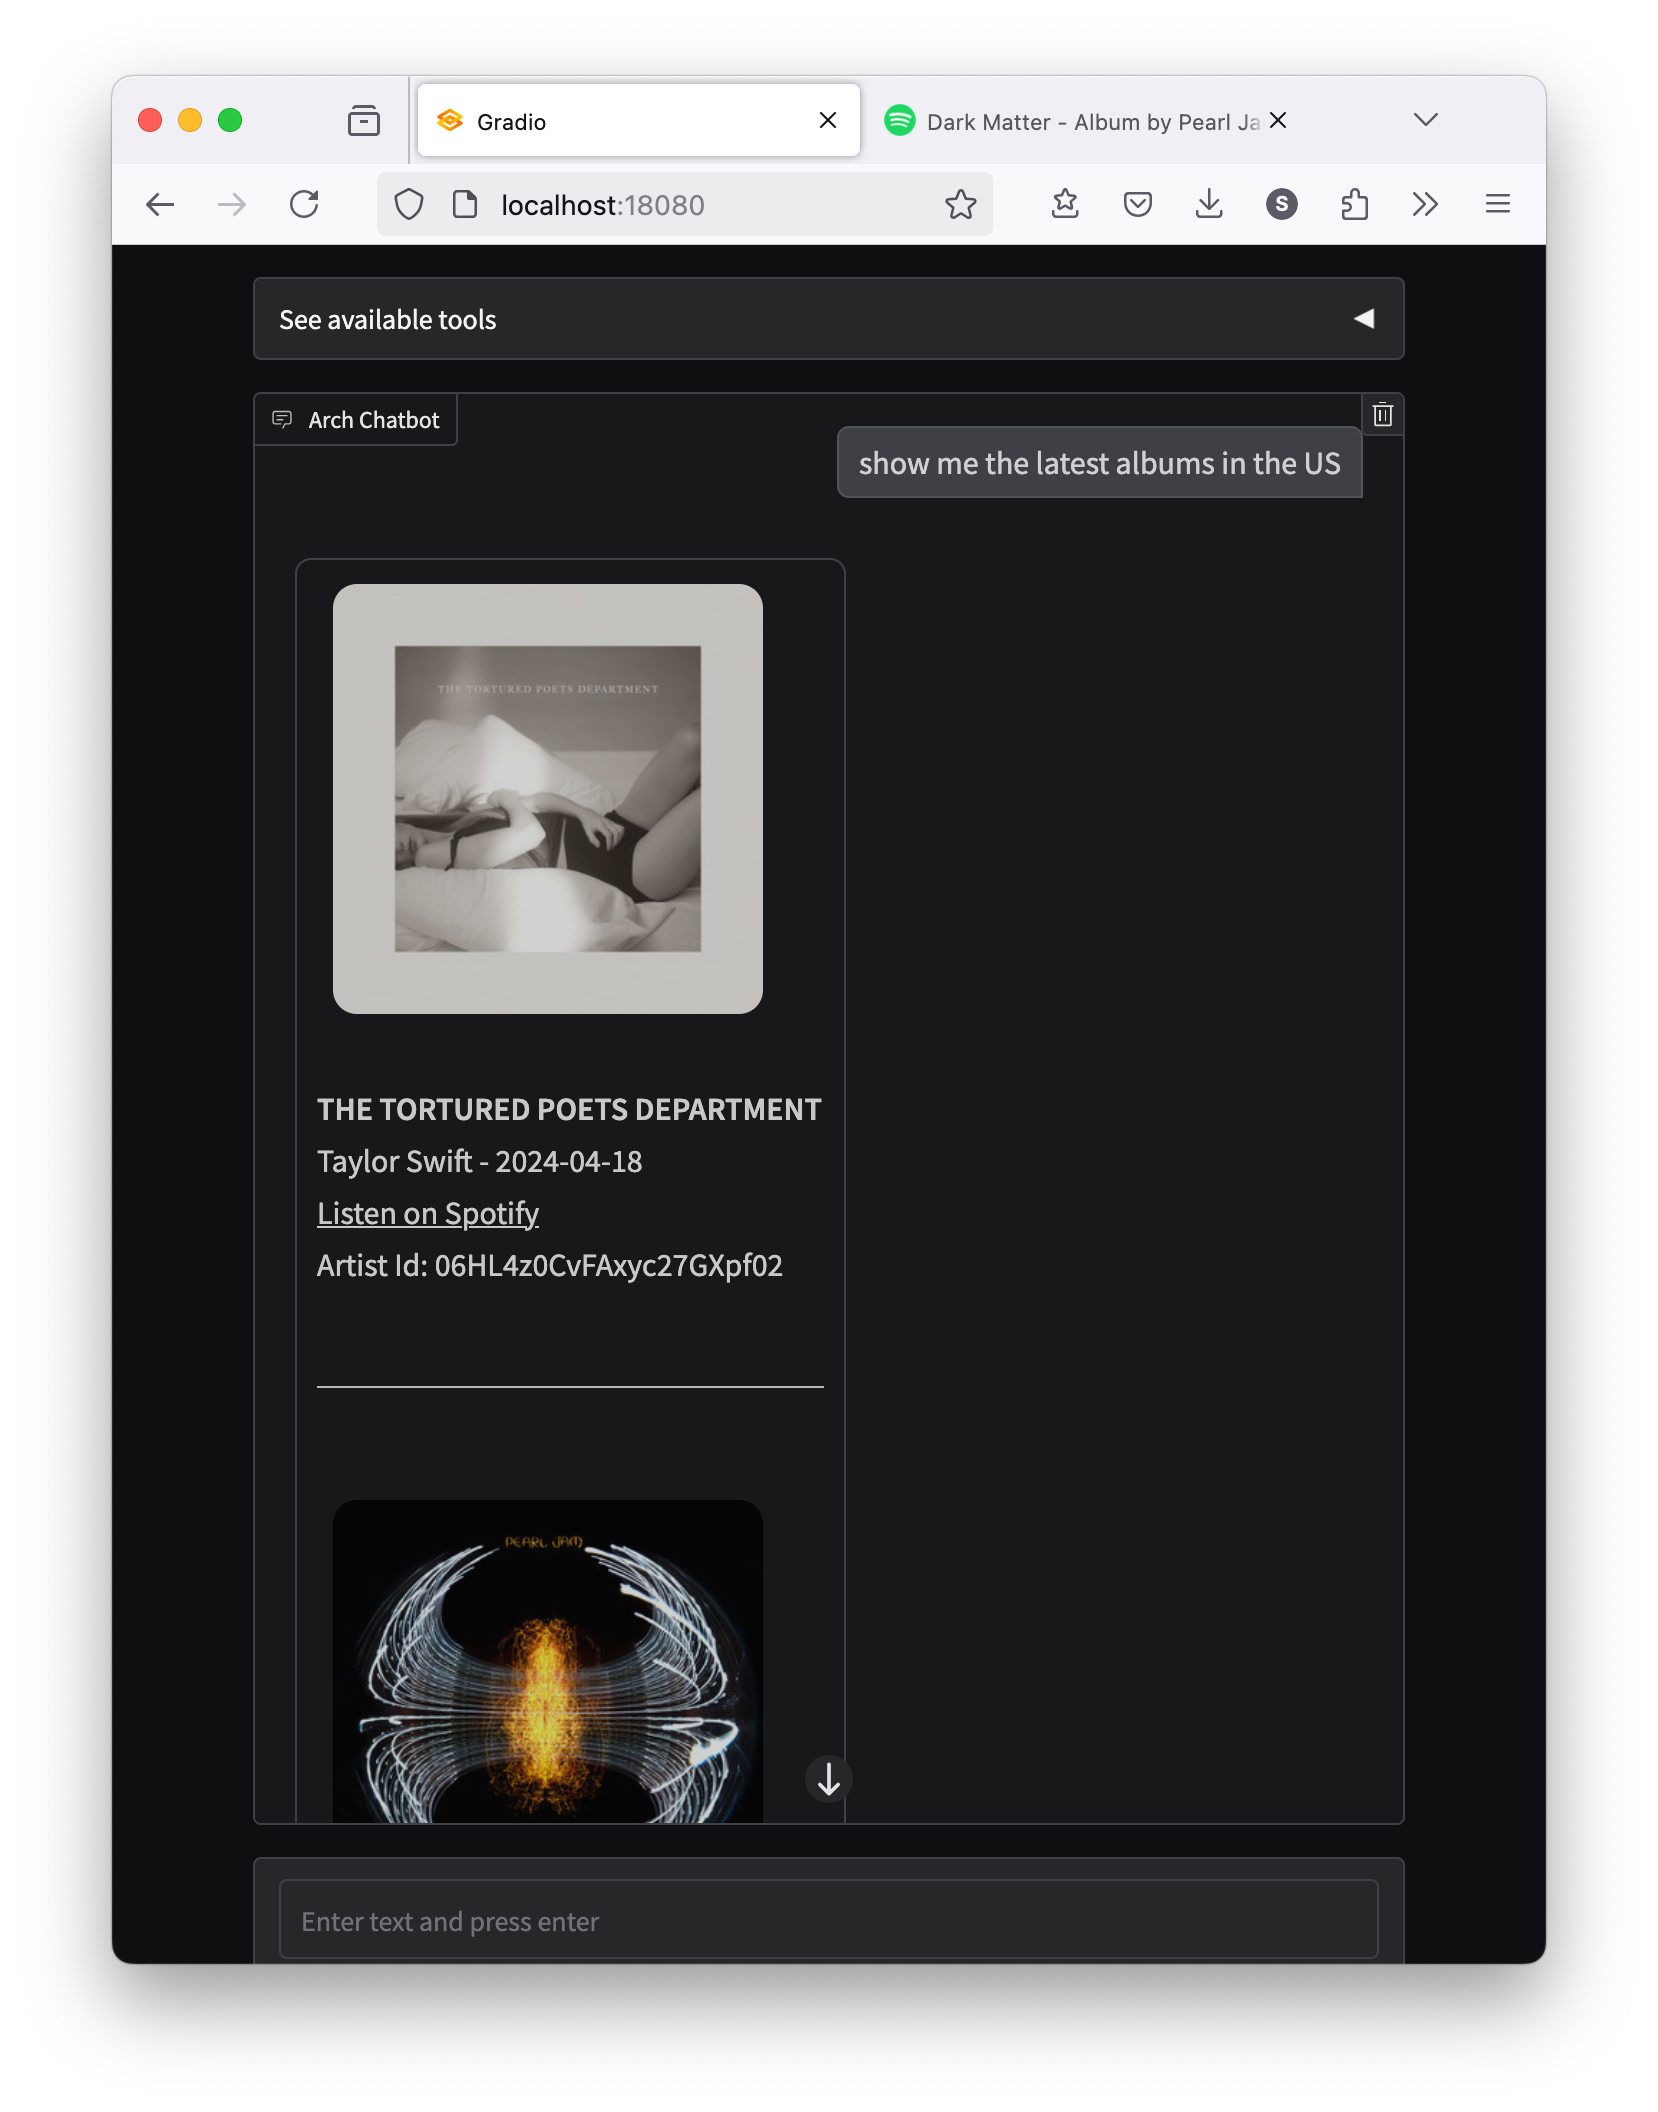 Gradio
Dark Matter - Album by Pearl Ja
localhost:18080
S
See available tools
Arch Chatbot
show me the latest albums in the US
THE TORTURED POETS DEPARTMENT
THE TORTURED POETS DEPARTMENT
Taylor Swift - 2024-04-18
Listen on Spotify
Artist Id: 06HL4z0CvFAxyc27GXpf02
PEARL JAM
Enter text and press enter